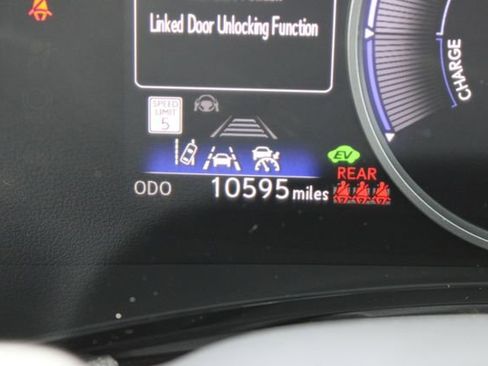 Linked Door Unlocking Function
CHARGE
SPEED
LIMIT
5
EV
REAR
ODO 10595 miles